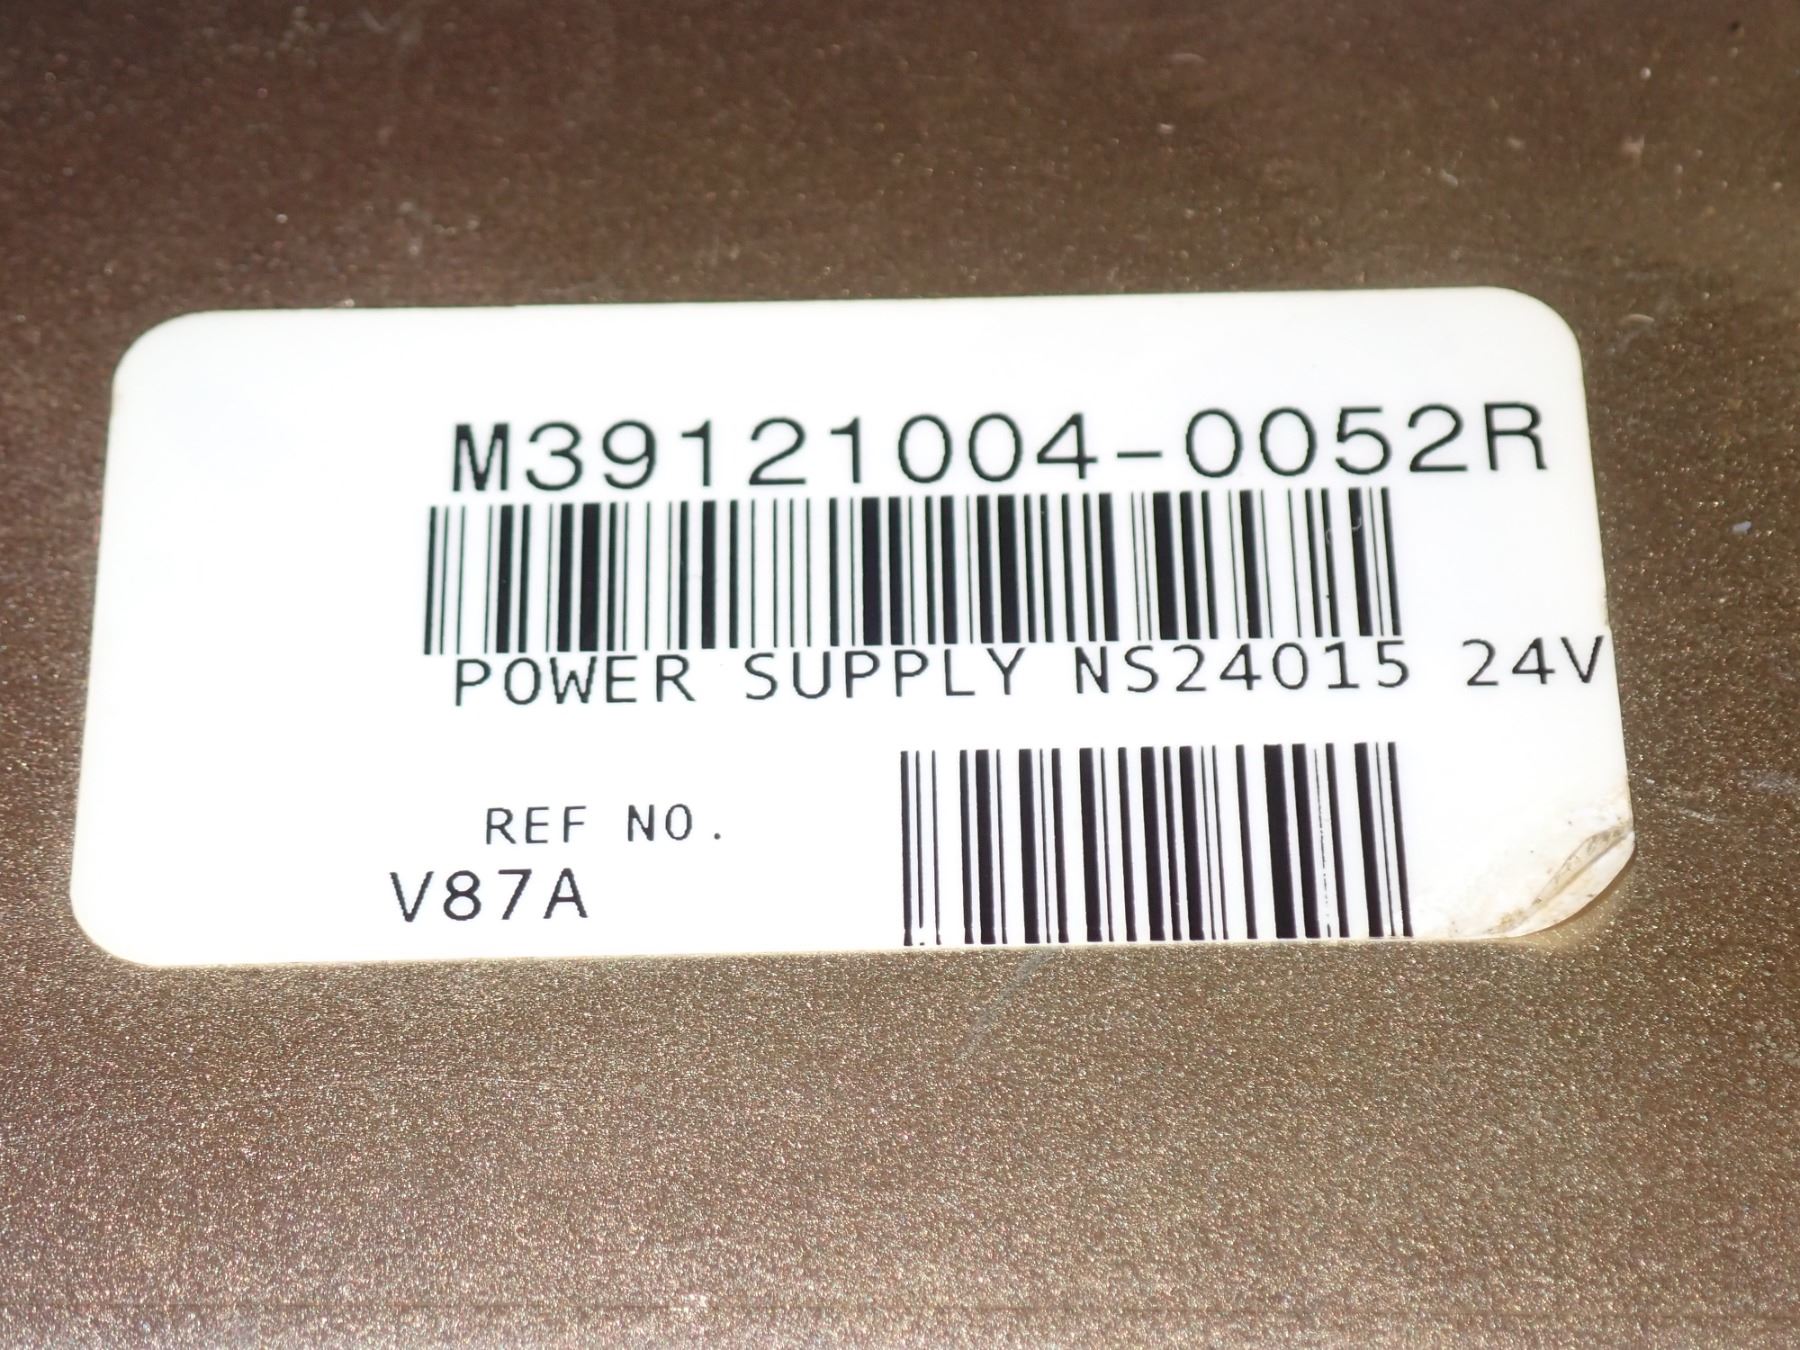 M39121004-0052R
POWER SUPPLY NS24015 24V
REF NO.
V87A